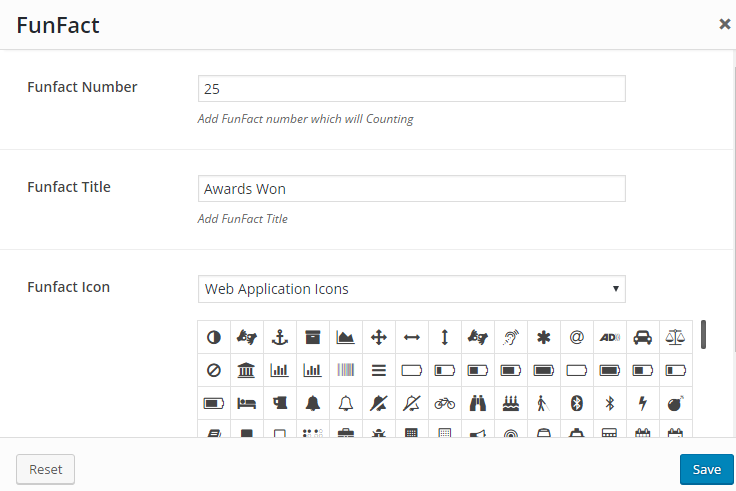 FunFact
Funfact Number
25
Add FunFact number which will Counting
Funfact Title
Awards Won
Add FunFact Title
Funfact Icon
Web Application Icons
@
AD
Reset
Save